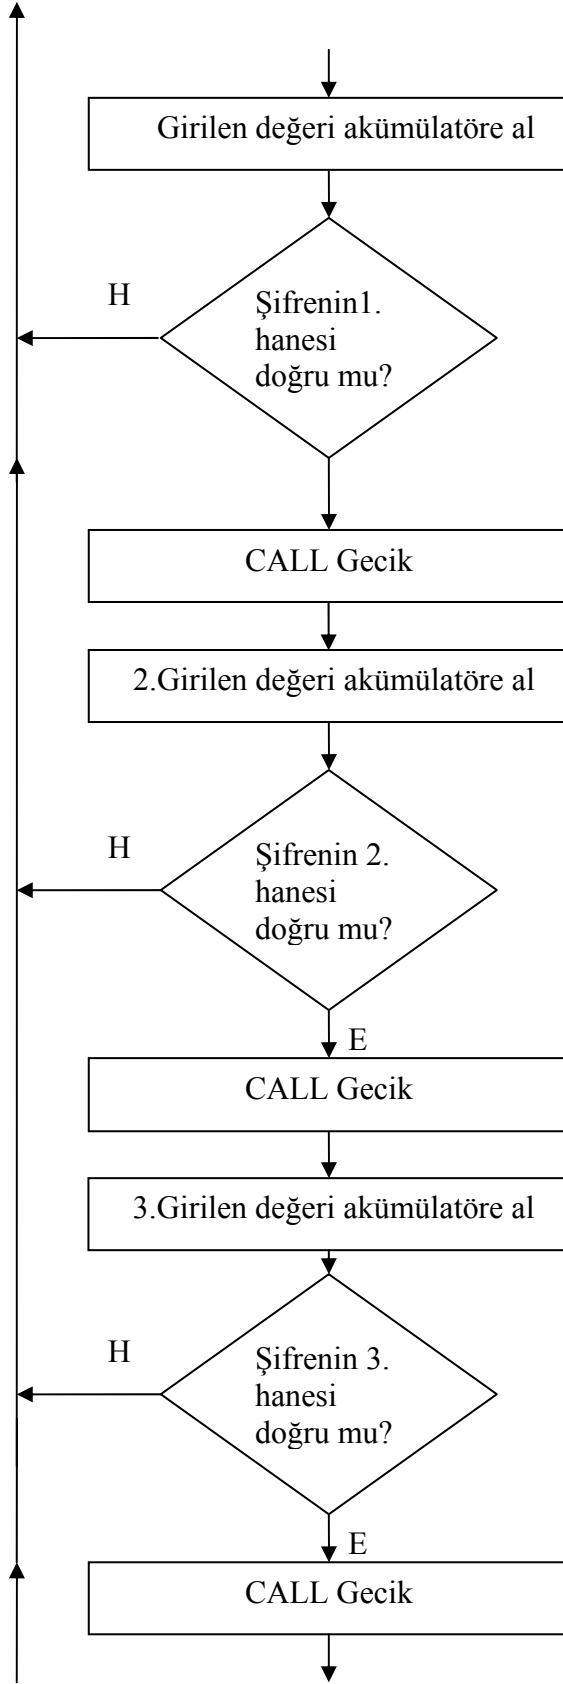 Girilen değeri akümülatöre al
H
Şifrenin1.
hanesi
doğru mu?
CALL Gecik
2.Girilen değeri akümülatöre al
H
Şifrenin 2.
hanesi
doğru mu?
E
CALL Gecik
3.Girilen değeri akümülatöre al
H
Şifrenin 3.
hanesi
doğru mu?
E
CALL Gecik